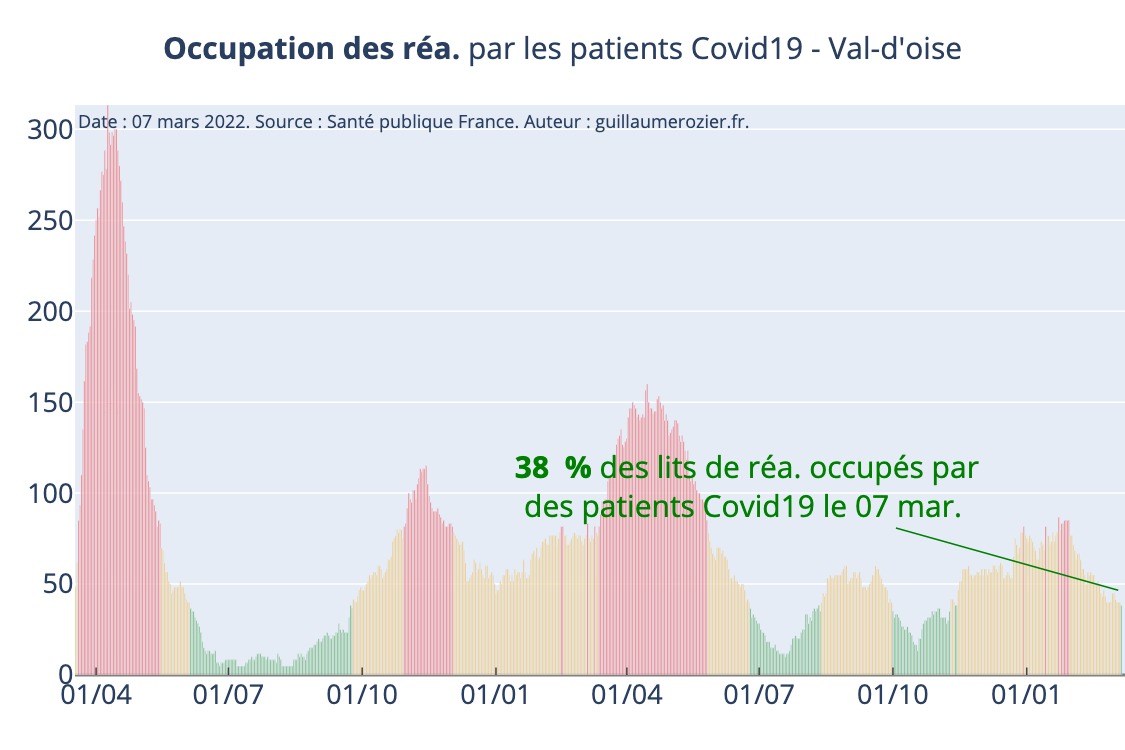 Occupation des réa. par les patients Covid19 - Val-d'oise
Date : 07 mars 2022. Source : Santé publique France. Auteur : guillaumerozier.fr.
300
250
200
150
100
50
0
38 % des lits de réa. occupés par
des patients Covid19 le 07 mar.
01/04 01/07 01/10 01/01 01/04 01/07 01/10 01/01